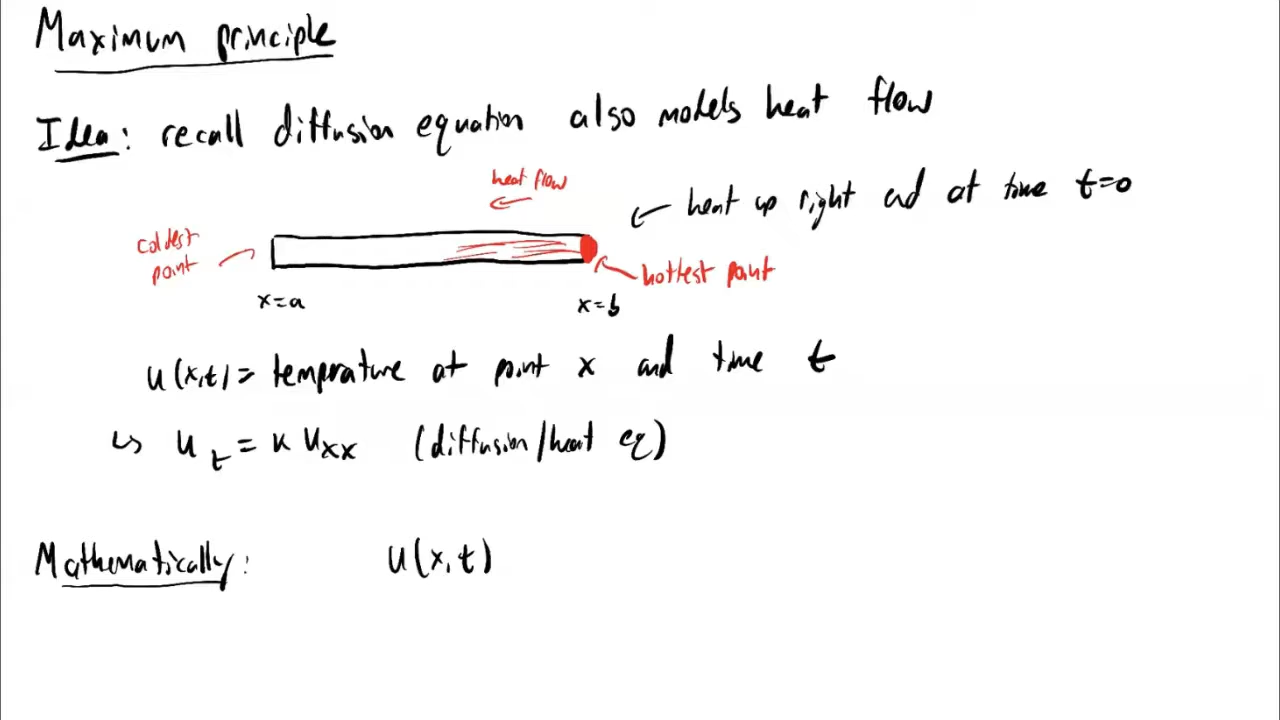 Maximum principle
Idea: recall diffusion equation also models heat flow
heat flow
← heat up right end at time t=0
coldest
point
hottest point
x=a
x=b
u(x,t) = temprature at point x and time t
↳ u_t = k u_xx (diffusion/heat eq)
Mathematically: u(x,t)